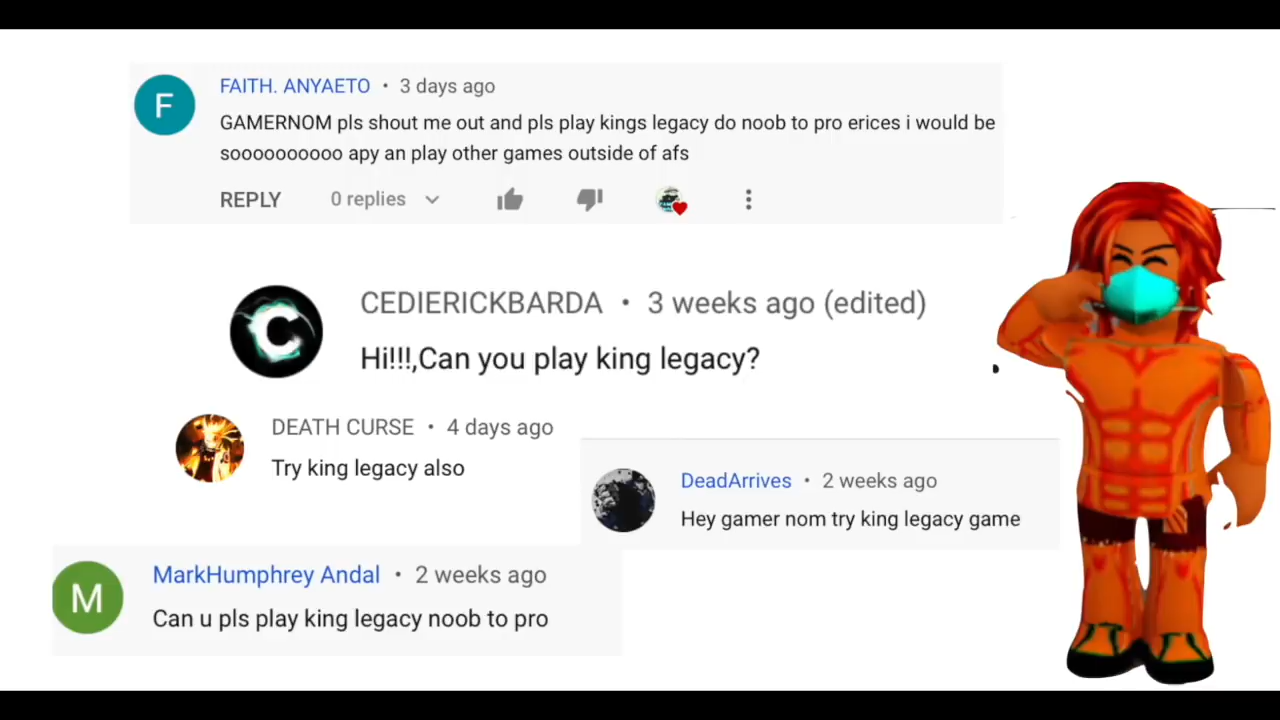 F
FAITH. ANYAETO • 3 days ago
GAMERNOM pls shout me out and pls play kings legacy do noob to pro erices i would be
soooooooooo apy an play other games outside of afs
REPLY 0 replies
C
CEDIERICKBARDA • 3 weeks ago (edited)
Hi!!!,Can you play king legacy?
DEATH CURSE • 4 days ago
Try king legacy also
DeadArrives • 2 weeks ago
Hey gamer nom try king legacy game
M
MarkHumphrey Andal • 2 weeks ago
Can u pls play king legacy noob to pro